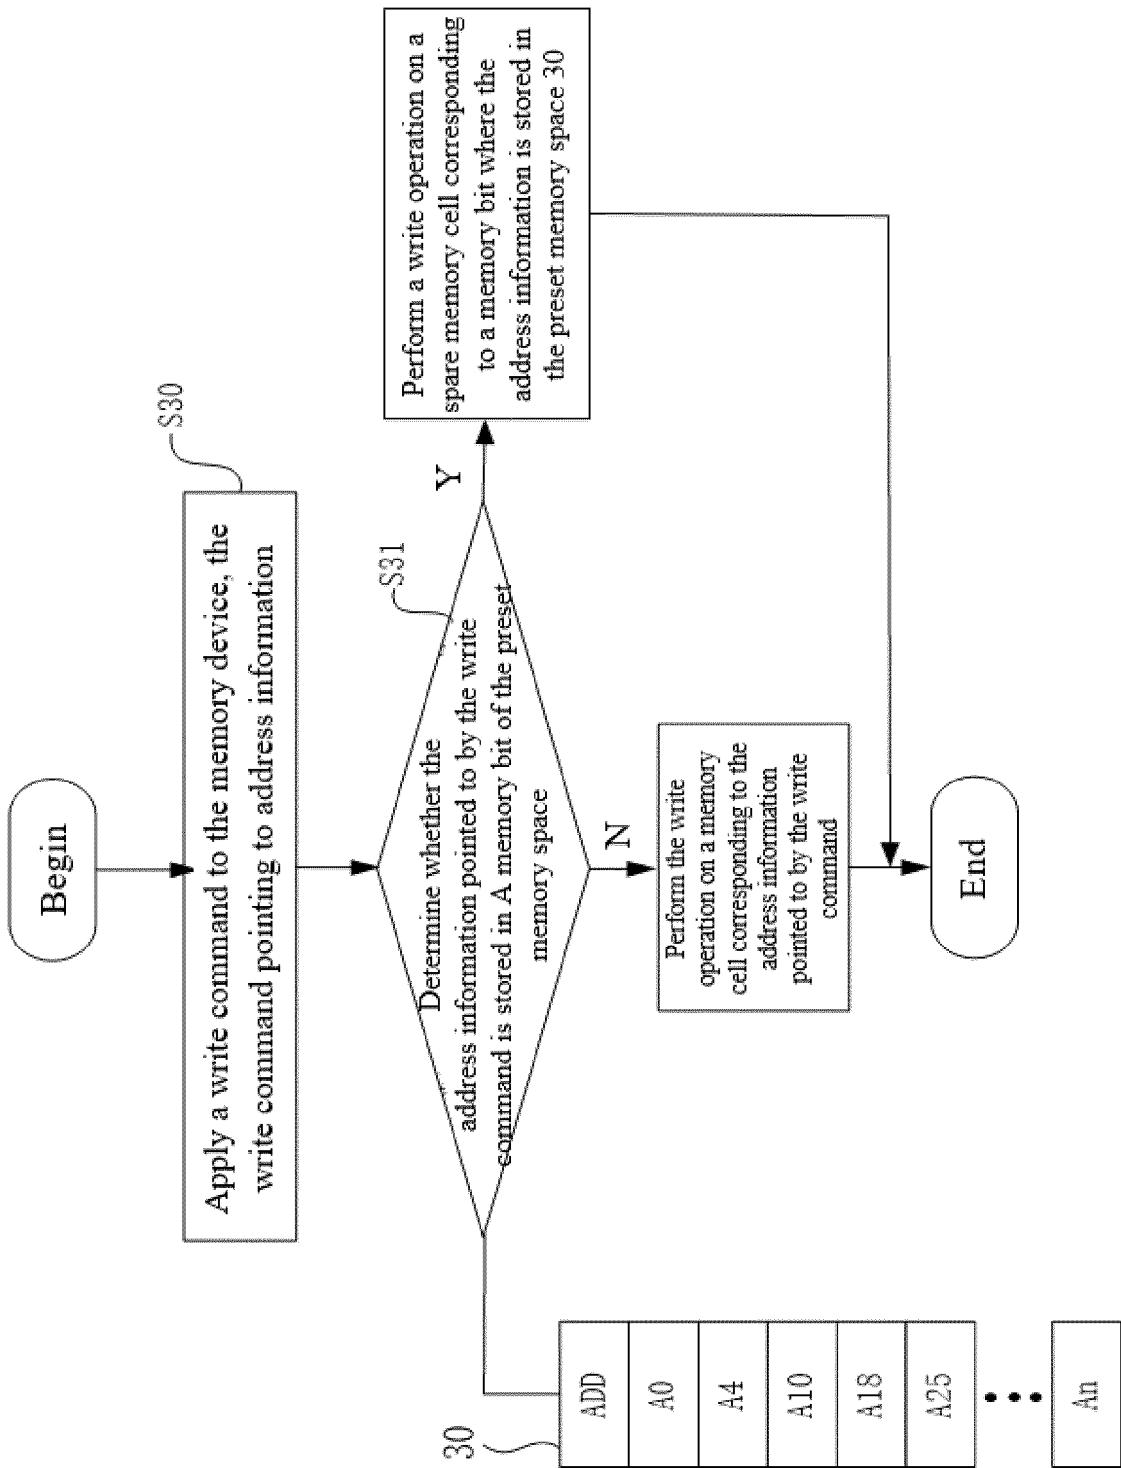 Begin
S30
Apply a write command to the memory device, the
write command pointing to address information
S31
Determine whether the
address information pointed to by the write
command is stored in A memory bit of the preset
memory space
Y
Perform a write operation on a
spare memory cell corresponding
to a memory bit where the
address information is stored in
the preset memory space 30
N
Perform the write
operation on a memory
cell corresponding to the
address information
pointed to by the write
command
End
30
ADD
A0
A4
A10
A18
A25
An